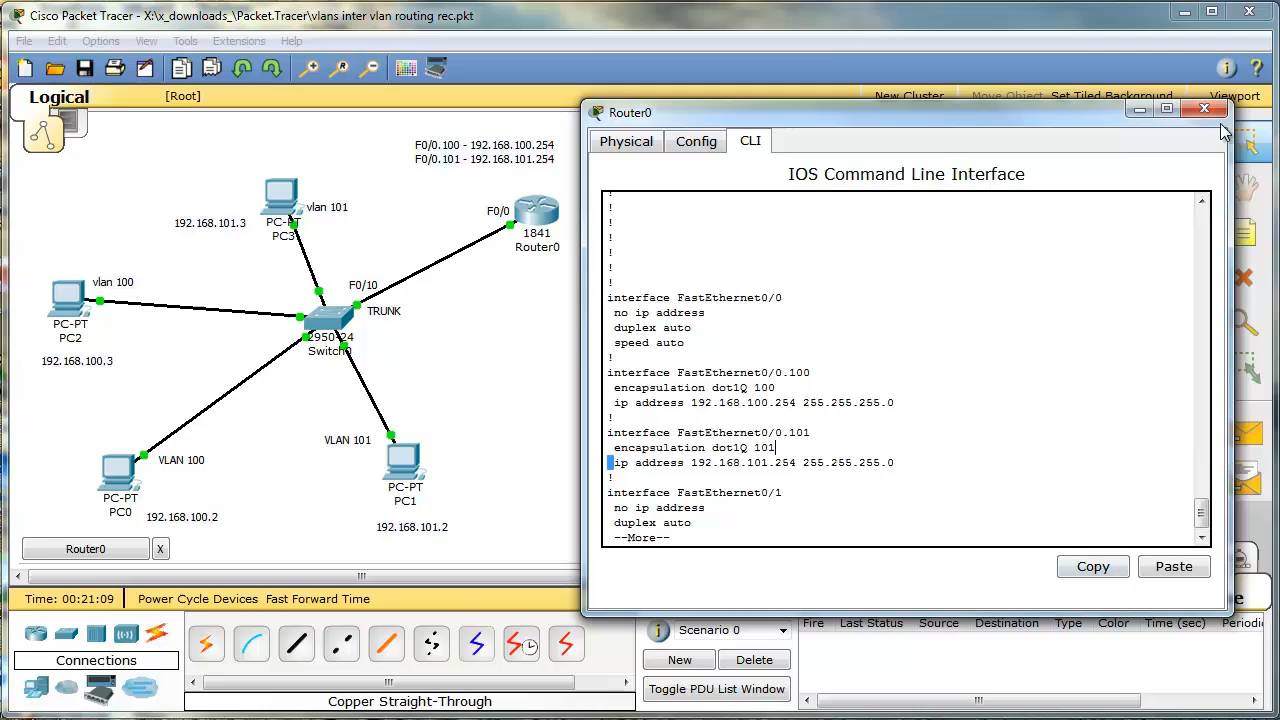 Cisco Packet Tracer - X:\x_downloads_\Packet.Tracer\vlans inter vlan routing rec.pkt
File Edit Options View Tools Extensions Help
Logical [Root] New Cluster Move Object Set Tiled Background Viewport
F0/0.100 - 192.168.100.254
F0/0.101 - 192.168.101.254
vlan 101
192.168.101.3
PC-PT
PC3
F0/0
1841
Router0
vlan 100
PC-PT
PC2
192.168.100.3
F0/10
TRUNK
2950-24
Switch0
VLAN 101
VLAN 100
PC-PT
PC0
192.168.100.2
PC-PT
PC1
192.168.101.2
Router0 X
Router0
Physical Config CLI
IOS Command Line Interface
!
!
!
!
!
!
!
interface FastEthernet0/0
no ip address
duplex auto
speed auto
!
interface FastEthernet0/0.100
encapsulation dot1Q 100
ip address 192.168.100.254 255.255.255.0
!
interface FastEthernet0/0.101
encapsulation dot1Q 101
ip address 192.168.101.254 255.255.255.0
!
interface FastEthernet0/1
no ip address
duplex auto
--More--
Copy Paste
Time: 00:21:09 Power Cycle Devices Fast Forward Time
Connections
Copper Straight-Through
Scenario 0
New Delete
Toggle PDU List Window
Fire Last Status Source Destination Type Color Time (sec) Periodi